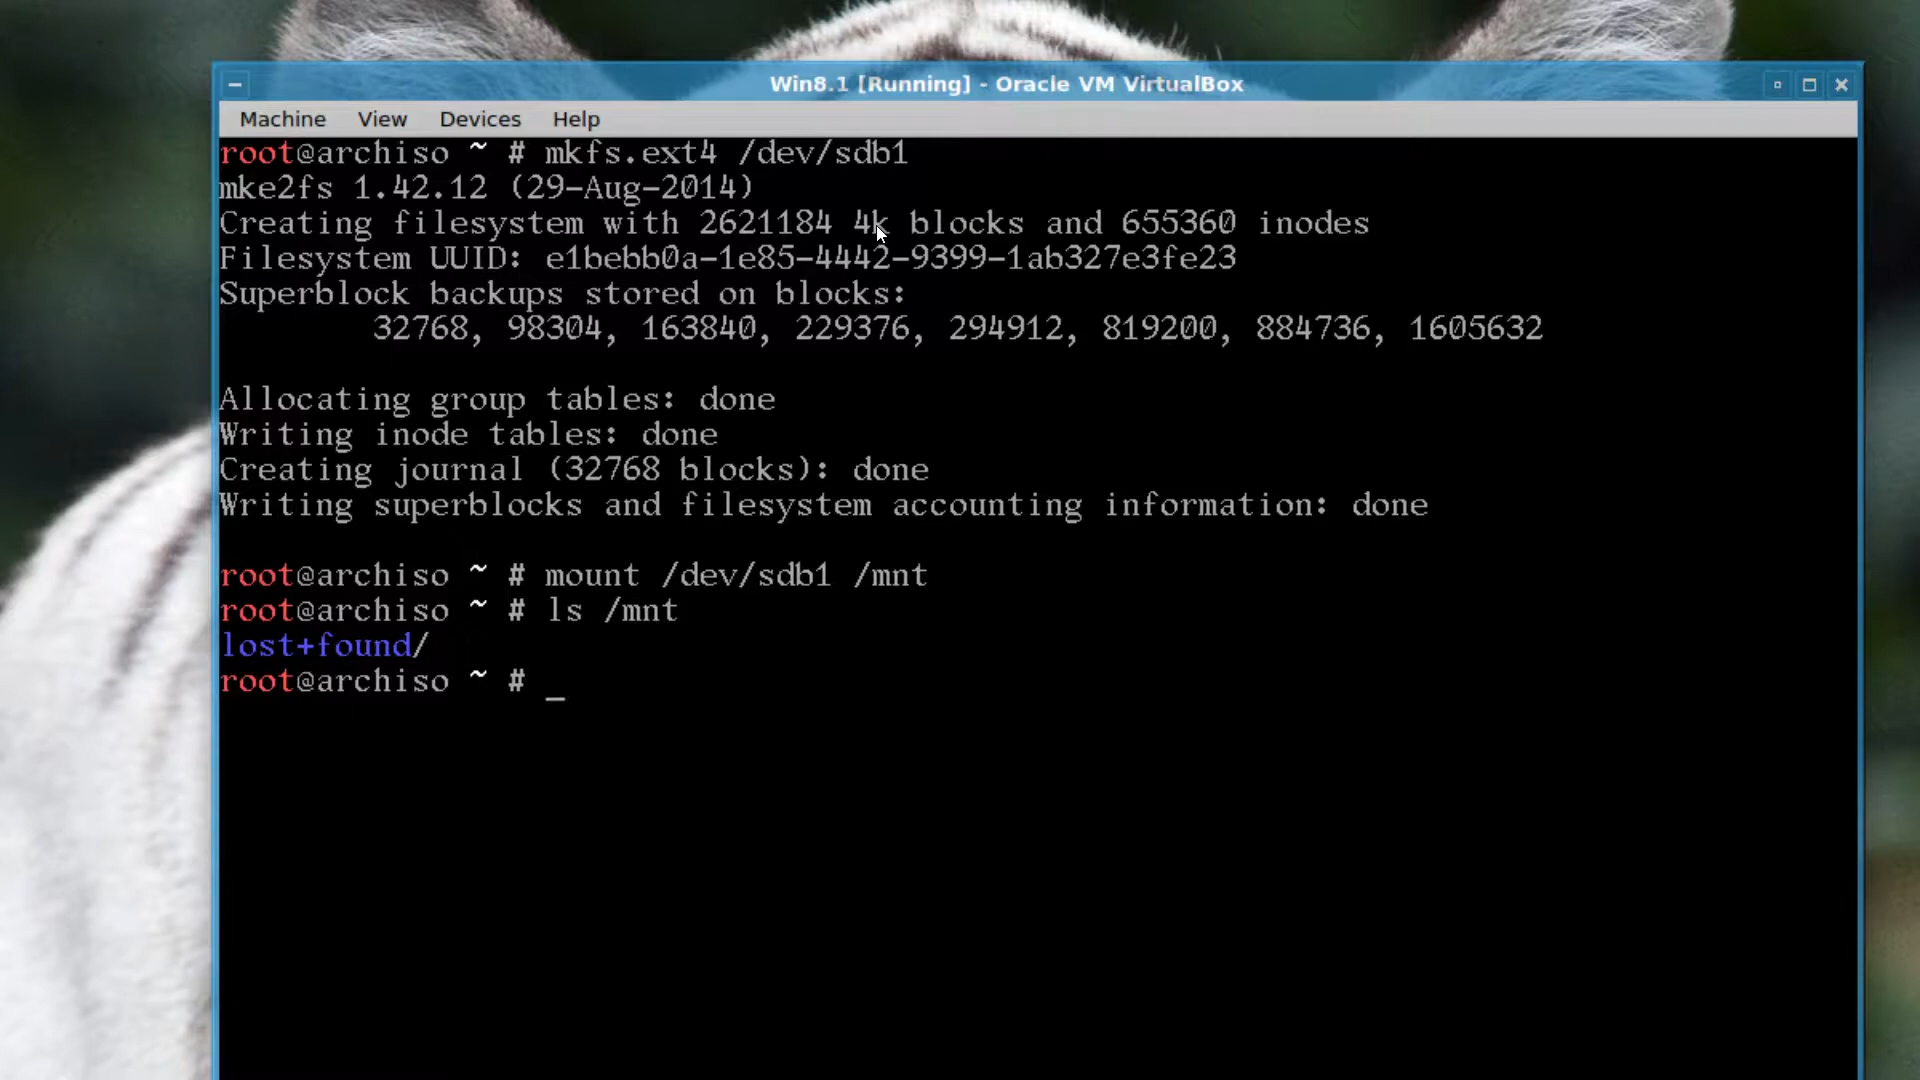 Win8.1 [Running] - Oracle VM VirtualBox
Machine View Devices Help
root@archiso ~ # mkfs.ext4 /dev/sdb1
mke2fs 1.42.12 (29-Aug-2014)
Creating filesystem with 2621184 4k blocks and 655360 inodes
Filesystem UUID: e1bebb0a-1e85-4442-9399-1ab327e3fe23
Superblock backups stored on blocks:
32768, 98304, 163840, 229376, 294912, 819200, 884736, 1605632
Allocating group tables: done
Writing inode tables: done
Creating journal (32768 blocks): done
Writing superblocks and filesystem accounting information: done
root@archiso ~ # mount /dev/sdb1 /mnt
root@archiso ~ # ls /mnt
lost+found/
root@archiso ~ # _